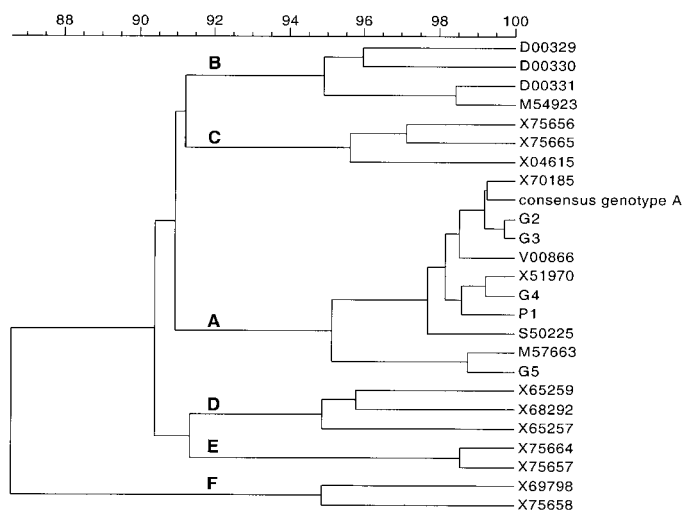 88 90 92 94 96 98 100
D00329
B
D00330
D00331
M54923
X75656
C
X75665
X04615
X70185
consensus genotype A
G2
G3
V00866
X51970
G4
A
P1
S50225
M57663
G5
X65259
D
X68292
X65257
E
X75664
X75657
F
X69798
X75658